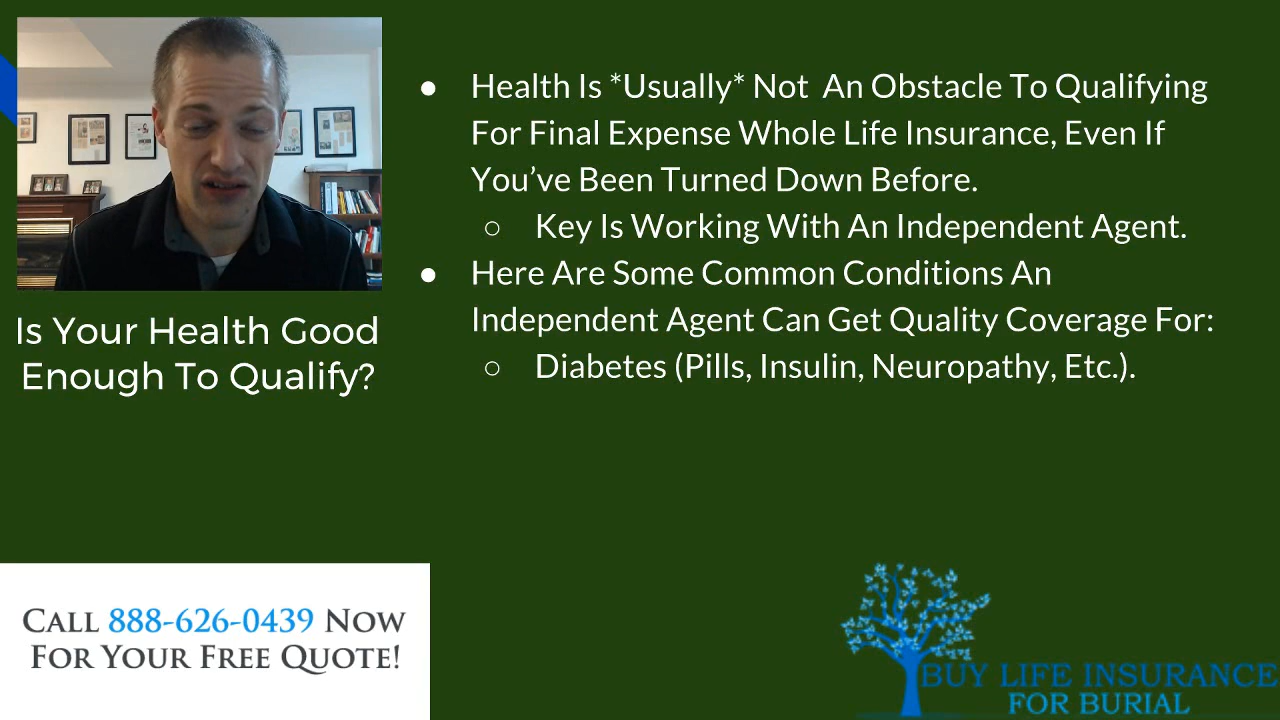 ● Health Is *Usually* Not An Obstacle To Qualifying
For Final Expense Whole Life Insurance, Even If
You’ve Been Turned Down Before.
○ Key Is Working With An Independent Agent.
● Here Are Some Common Conditions An
Independent Agent Can Get Quality Coverage For:
○ Diabetes (Pills, Insulin, Neuropathy, Etc.).
Is Your Health Good
Enough To Qualify?
Call 888-626-0439 Now
For Your Free Quote!
BUY LIFE INSURANCE
FOR BURIAL